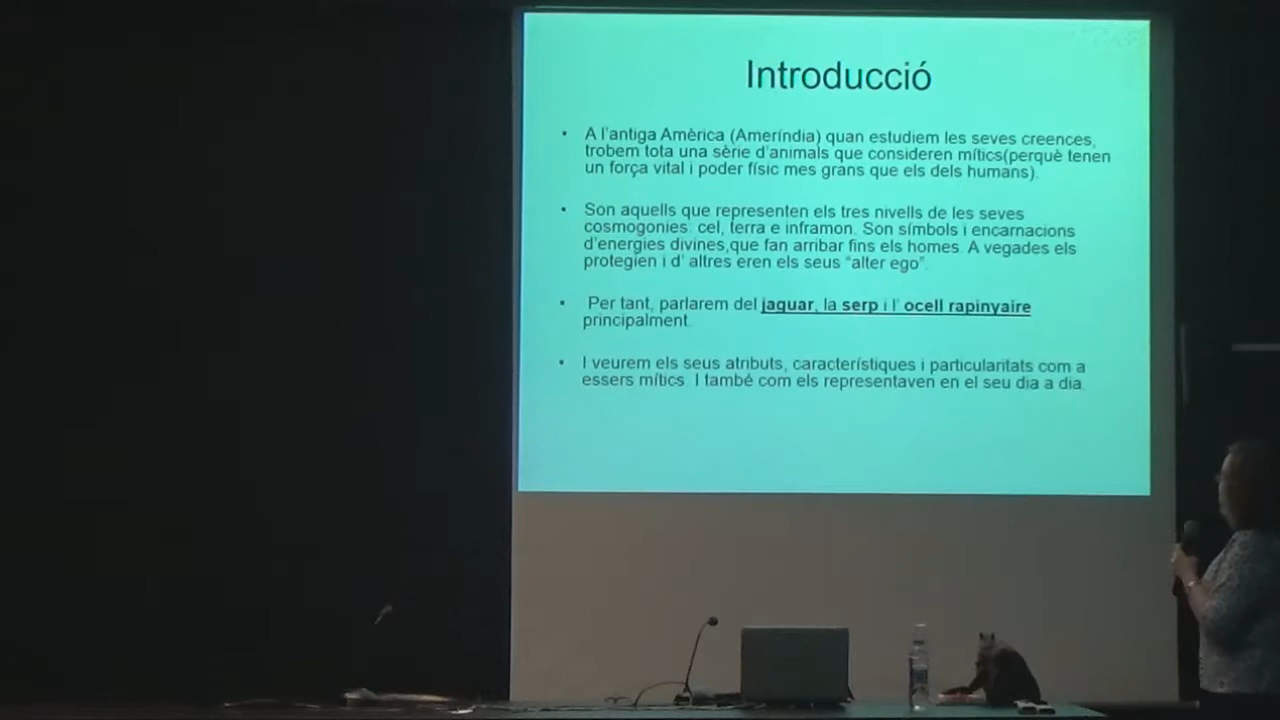 Introducció
• A l'antiga Amèrica (Ameríndia) quan estudiem les seves creences,
trobem tota una sèrie d'animals que consideren mítics(perquè tenen
un força vital i poder físic mes grans que els dels humans).
• Son aquells que representen els tres nivells de les seves
cosmogonies: cel, terra e inframon. Son símbols i encarnacions
d'energies divines,que fan arribar fins els homes. A vegades els
protegien i d' altres eren els seus "alter ego".
• Per tant, parlarem del jaguar, la serp i l' ocell rapinyaire
principalment.
• I veurem els seus atributs, característiques i particularitats com a
essers mítics. I també com els representaven en el seu dia a dia.